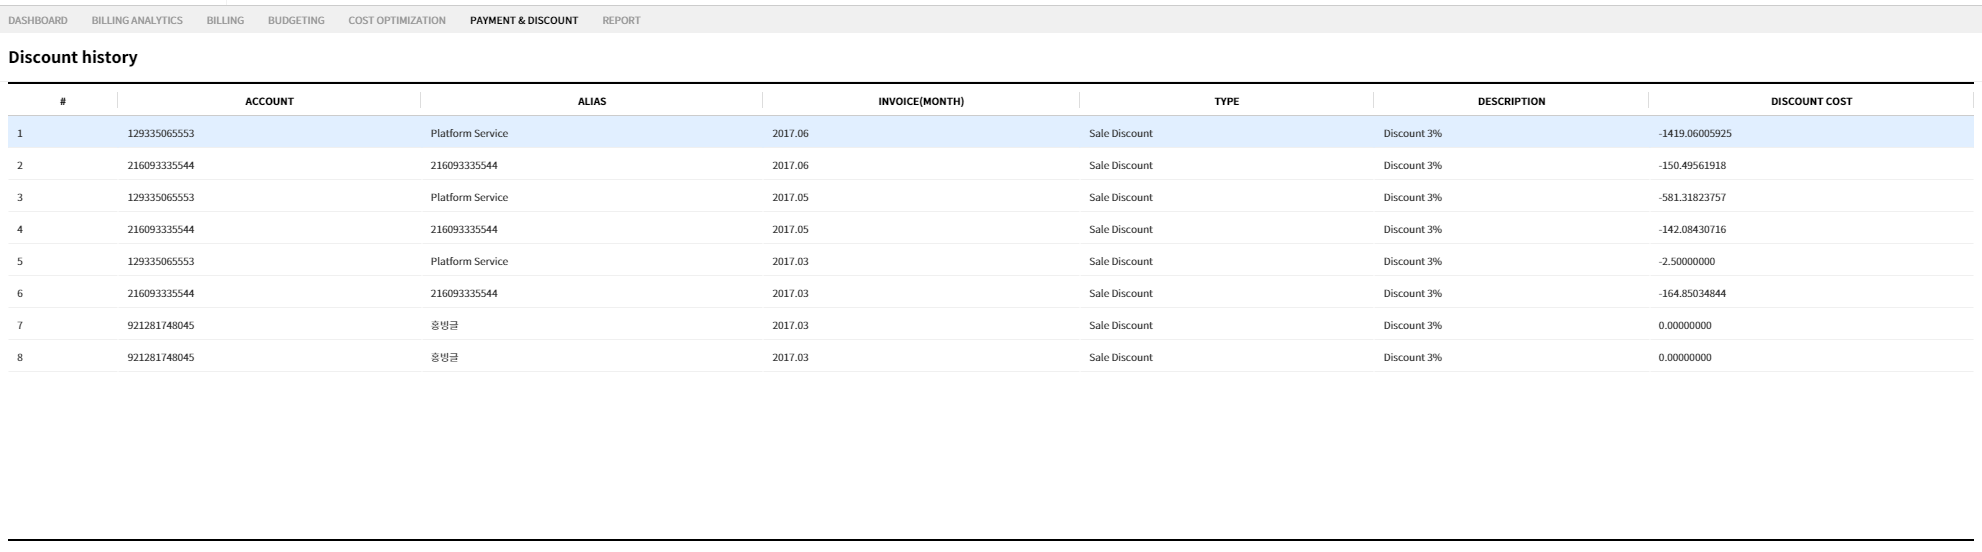 DASHBOARD BILLING ANALYTICS BILLING BUDGETING COST OPTIMIZATION PAYMENT & DISCOUNT REPORT
Discount history
# ACCOUNT ALIAS INVOICE(MONTH) TYPE DESCRIPTION DISCOUNT COST
1 129335065553 Platform Service 2017.06 Sale Discount Discount 3% -1419.06005925
2 216093335544 216093335544 2017.06 Sale Discount Discount 3% -150.49561918
3 129335065553 Platform Service 2017.05 Sale Discount Discount 3% -581.31823757
4 216093335544 216093335544 2017.05 Sale Discount Discount 3% -142.08430716
5 129335065553 Platform Service 2017.03 Sale Discount Discount 3% -2.50000000
6 216093335544 216093335544 2017.03 Sale Discount Discount 3% -164.85034844
7 921281748045 홍방글 2017.03 Sale Discount Discount 3% 0.00000000
8 921281748045 홍방글 2017.03 Sale Discount Discount 3% 0.00000000